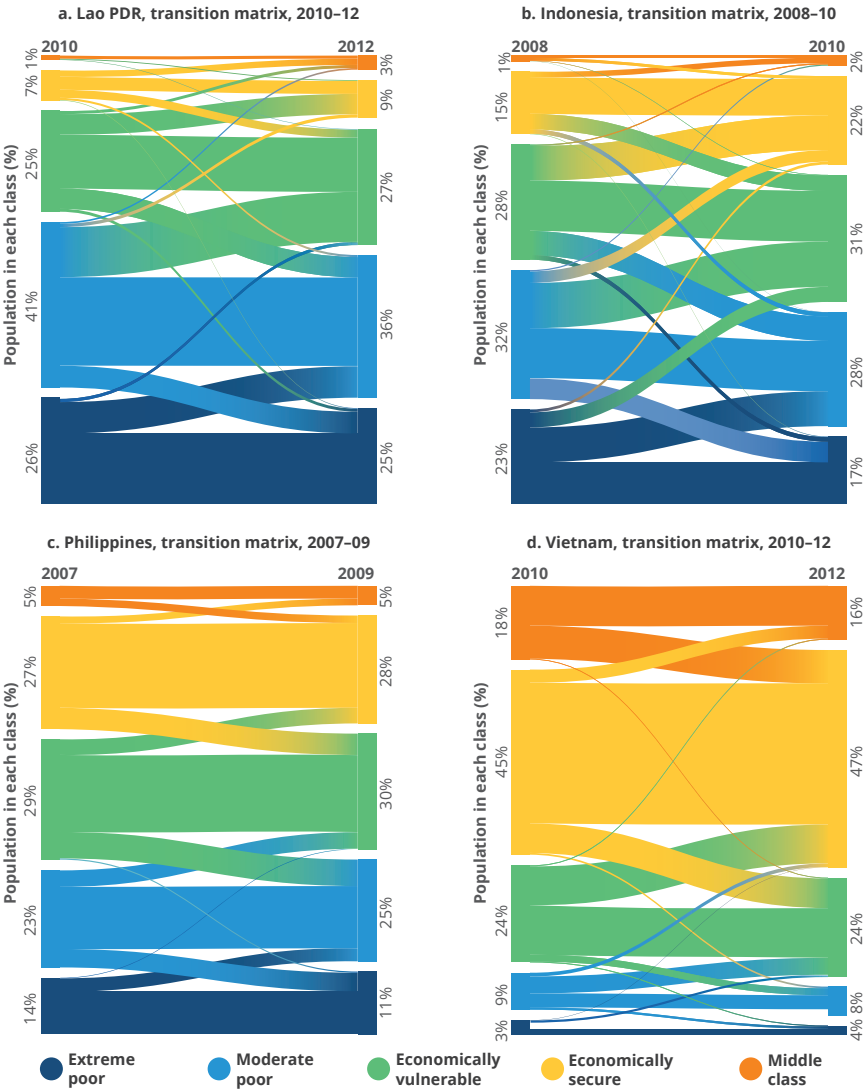 a. Lao PDR, transition matrix, 2010–12
2010 2012
Population in each class (%)
1%
7%
25%
41%
26%
3%
9%
27%
36%
25%
b. Indonesia, transition matrix, 2008–10
2008 2010
Population in each class (%)
1%
15%
28%
32%
23%
2%
22%
31%
28%
17%
c. Philippines, transition matrix, 2007–09
2007 2009
Population in each class (%)
5%
27%
29%
23%
14%
5%
28%
30%
25%
11%
d. Vietnam, transition matrix, 2010–12
2010 2012
Population in each class (%)
18%
45%
24%
9%
3%
16%
47%
24%
8%
4%
Extreme
poor
Moderate
poor
Economically
vulnerable
Economically
secure
Middle
class